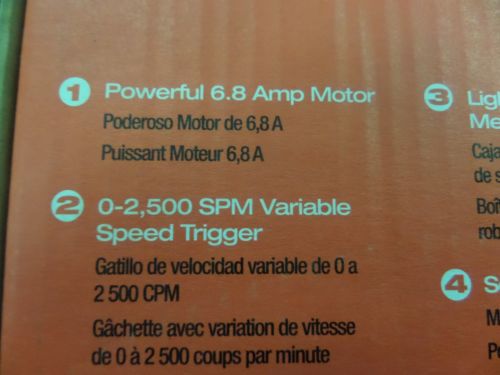 1 Powerful 6.8 Amp Motor
Poderoso Motor de 6,8 A
Puissant Moteur 6,8 A
2 0-2,500 SPM Variable
Speed Trigger
Gatillo de velocidad variable de 0 a
2 500 CPM
Gâchette avec variation de vitesse
de 0 à 2 500 coups par minute
3
Caja
de s
4